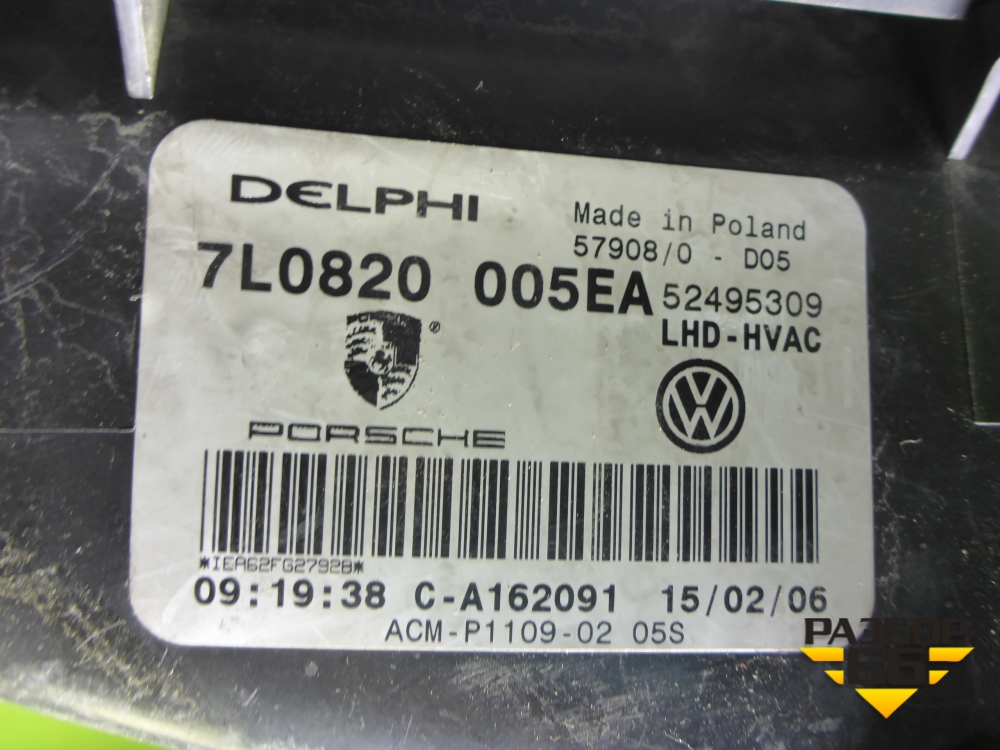 DELPHI
Made in Poland
57908/0 - D05
7L0820 005EA 52495309
LHD-HVAC
®
PORSCHE
*IEA62FG27928*
09:19:38 C-A162091 15/02/06
ACM-P1109-02 05S
РАЗБОР
66